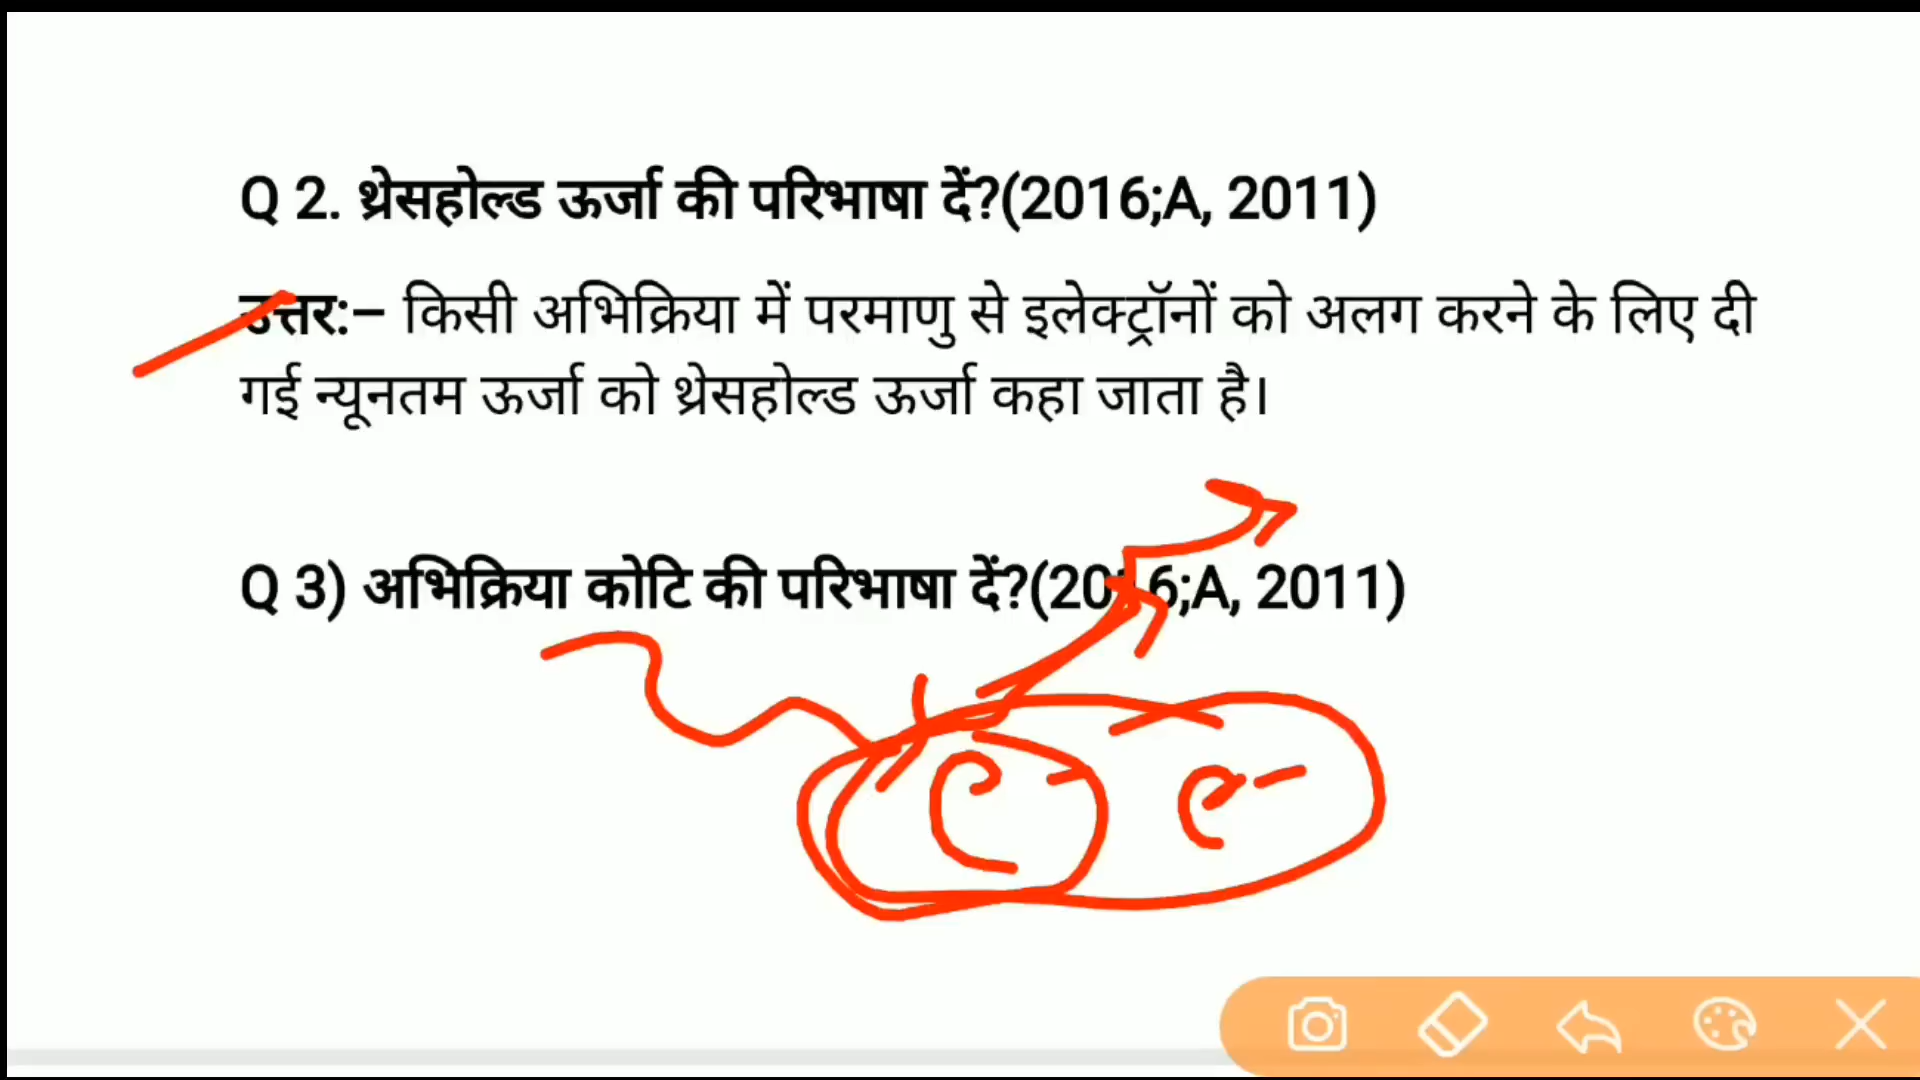 Q 2. थ्रेसहोल्ड ऊर्जा की परिभाषा दें?(2016;A, 2011)
उत्तर:– किसी अभिक्रिया में परमाणु से इलेक्ट्रॉनों को अलग करने के लिए दी
गई न्यूनतम ऊर्जा को थ्रेसहोल्ड ऊर्जा कहा जाता है।
Q 3) अभिक्रिया कोटि की परिभाषा दें?(2016;A, 2011)
e- e-